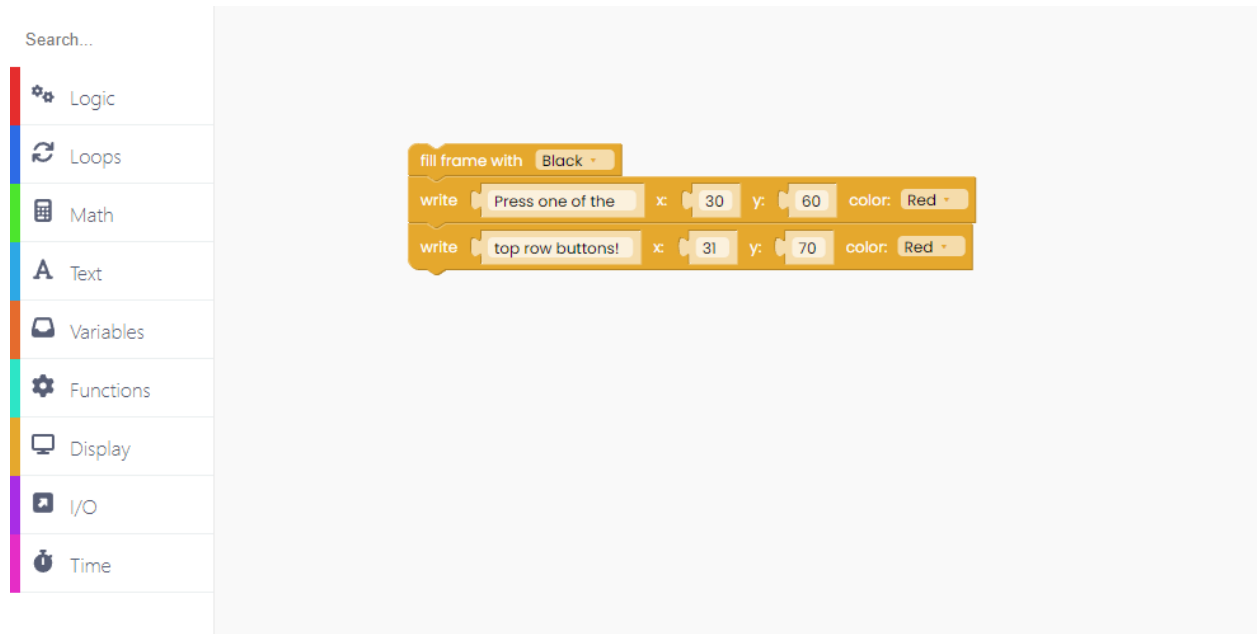 Search...
Logic
Loops
Math
Text
Variables
Functions
Display
I/O
Time
fill frame with Black
write Press one of the x: 30 y: 60 color: Red
write top row buttons! x: 31 y: 70 color: Red